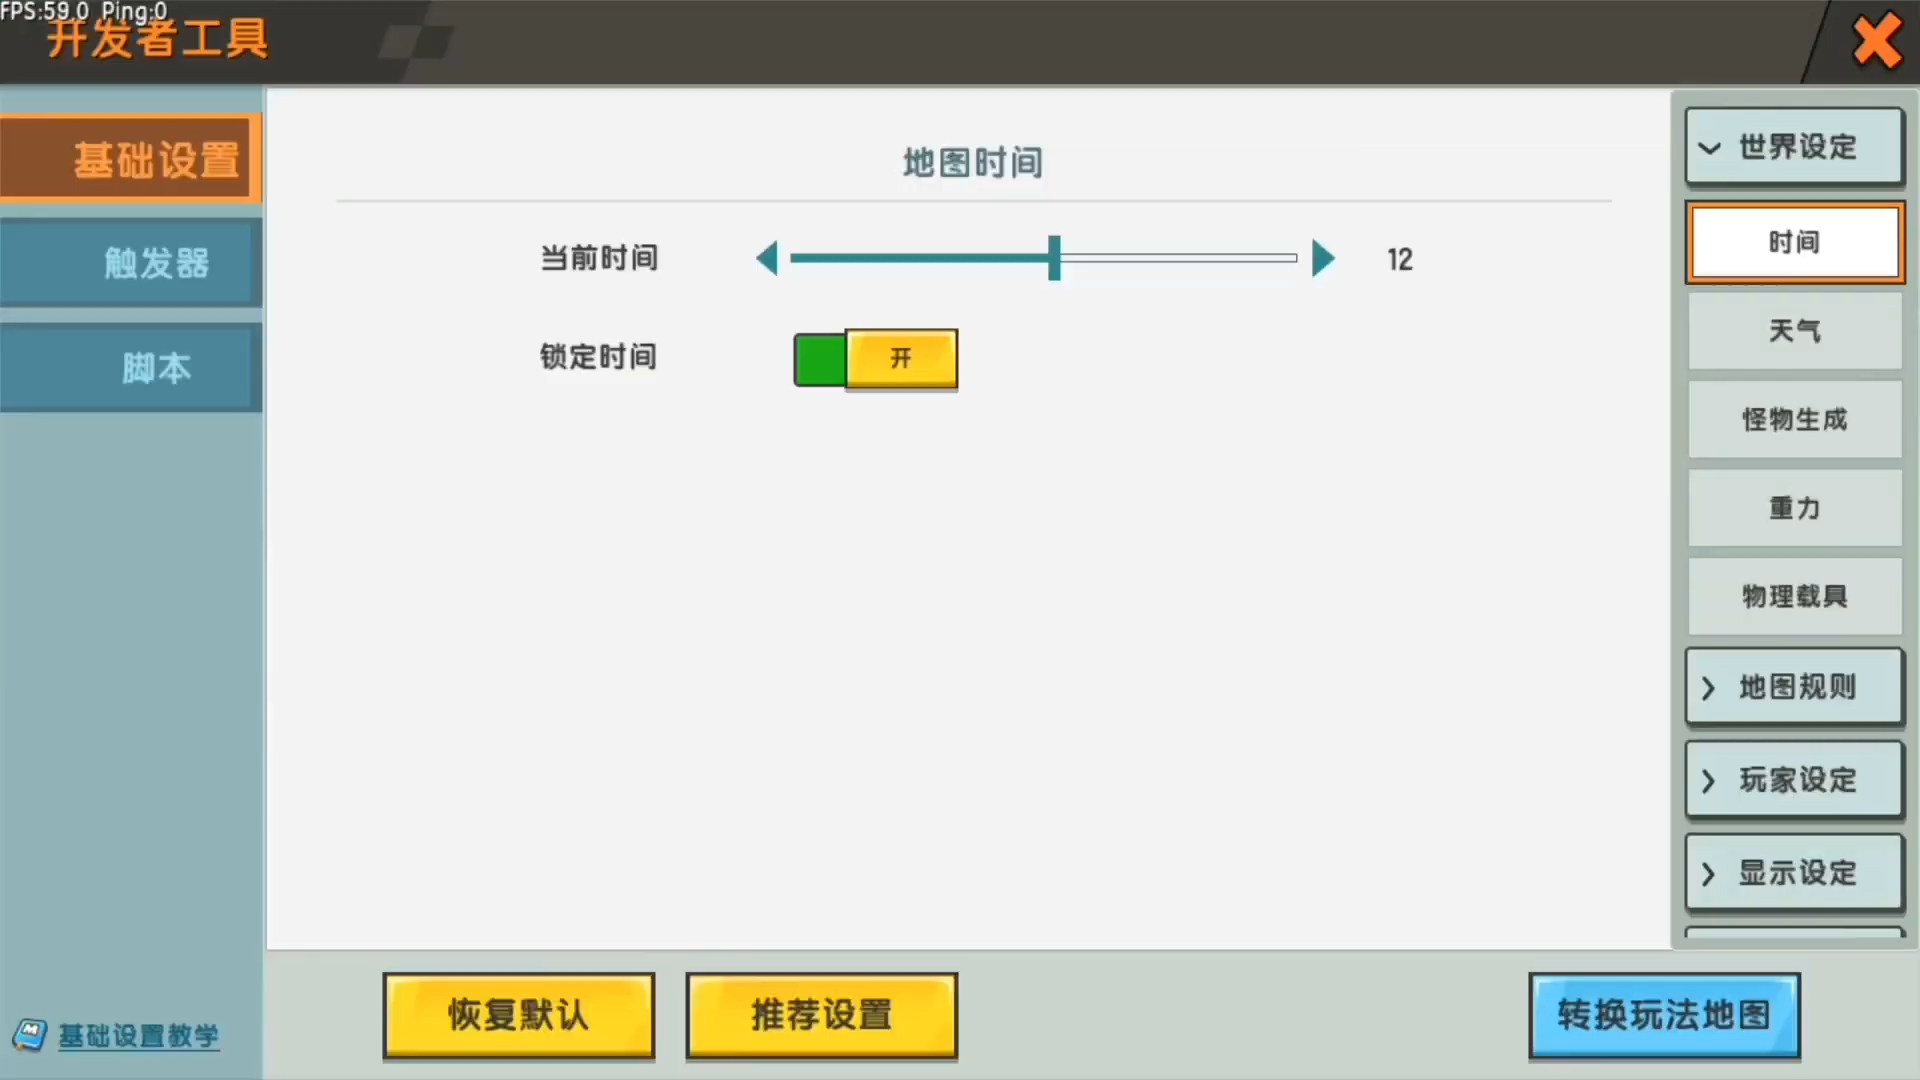 FPS:59.0 Ping:0
开发者工具
基础设置
触发器
脚本
基础设置教学
地图时间
当前时间
12
锁定时间
开
恢复默认
推荐设置
转换玩法地图
世界设定
时间
天气
怪物生成
重力
物理载具
地图规则
玩家设定
显示设定